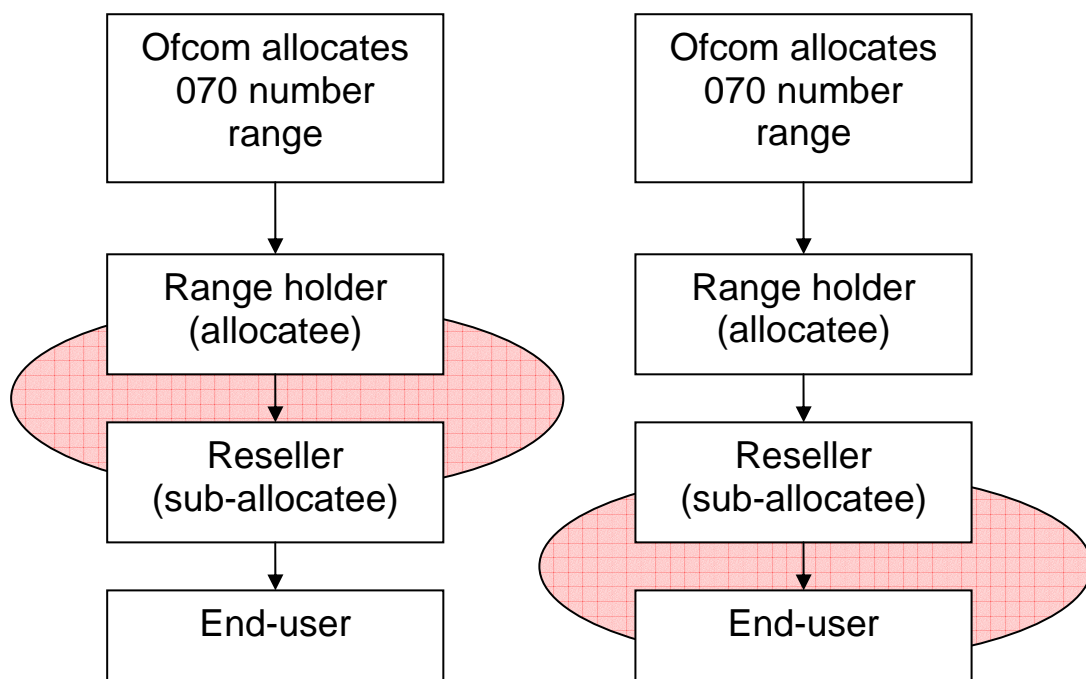 Ofcom allocates
070 number
range
Range holder
(allocatee)
Reseller
(sub-allocatee)
End-user
Ofcom allocates
070 number
range
Range holder
(allocatee)
Reseller
(sub-allocatee)
End-user